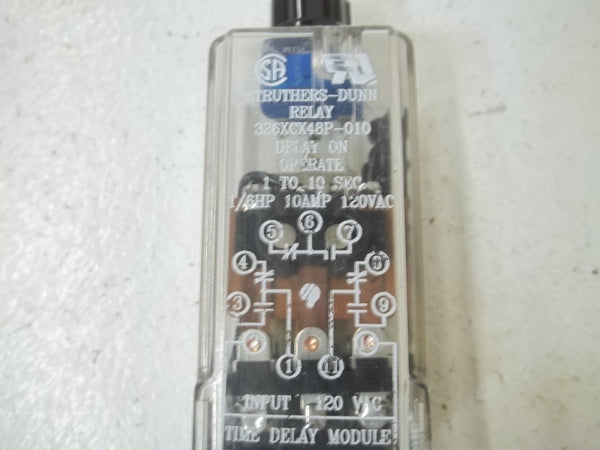 SA
STRUTHERS-DUNN
RELAY
326XCX48P-010
DELAY ON
OPERATE
1 TO 10 SEC.
1/6HP 10AMP 120VAC
6
5 7
4 8
3 9
1 11
INPUT 120 VAC
TIME DELAY MODULE